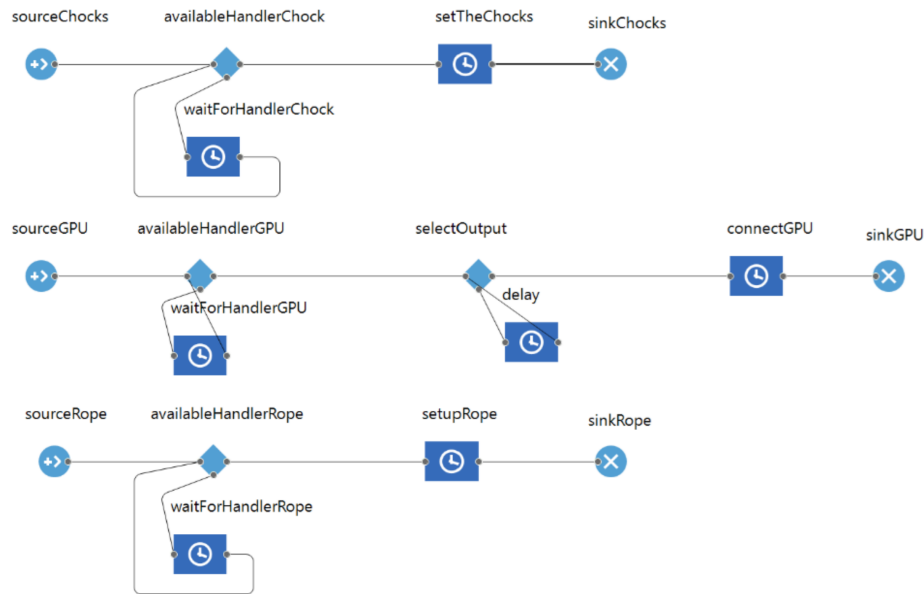 sourceChocks
availableHandlerChock
setTheChocks
sinkChocks
waitForHandlerChock
sourceGPU
availableHandlerGPU
selectOutput
connectGPU
sinkGPU
delay
waitForHandlerGPU
sourceRope
availableHandlerRope
setupRope
sinkRope
waitForHandlerRope